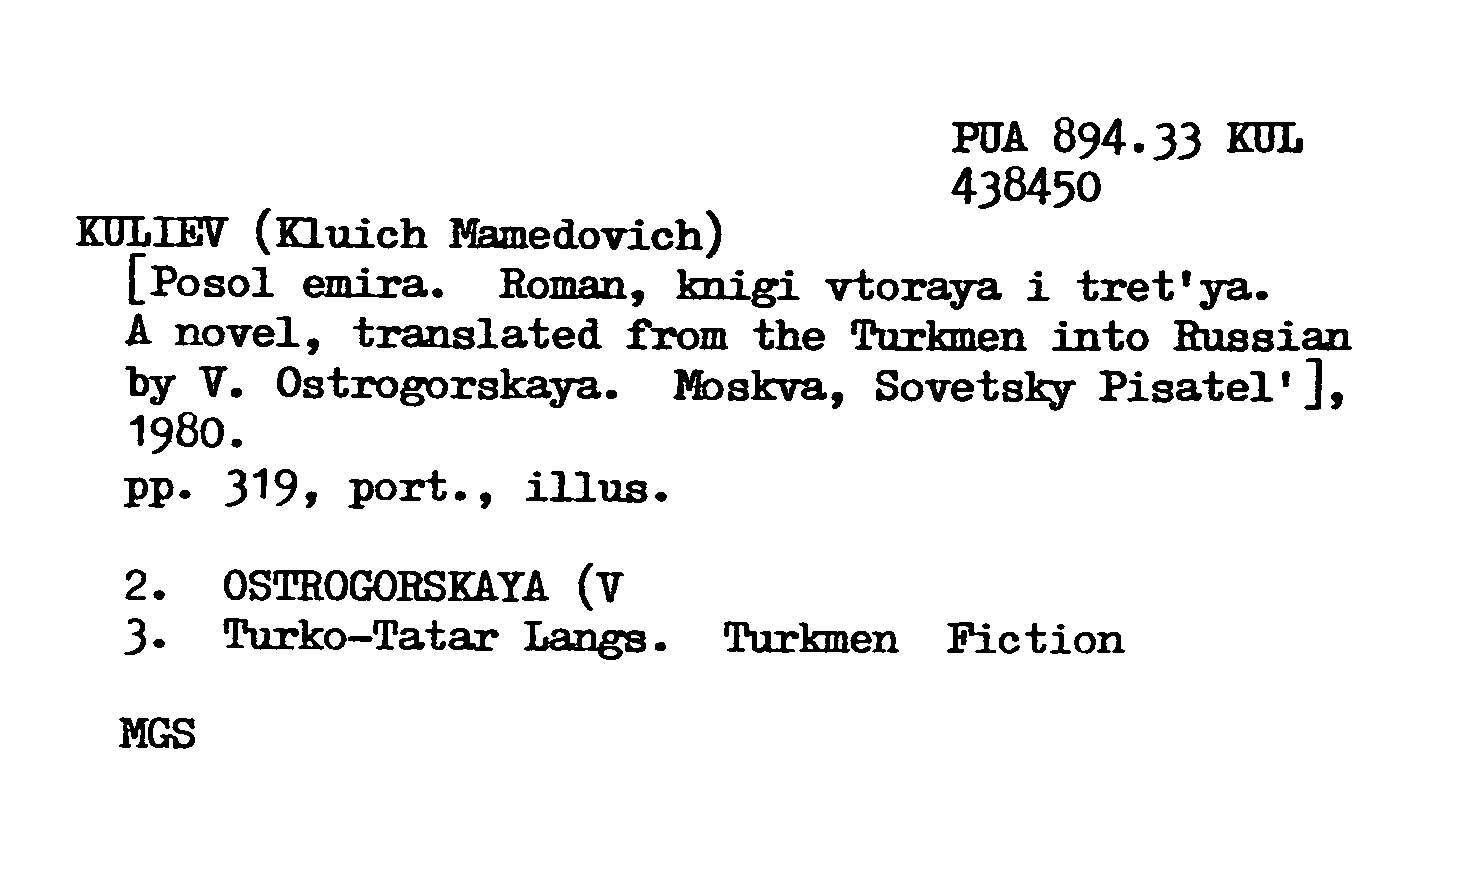 PUA 894.33 KUL
438450
KULIEV (Kluich Mamedovich)
[Posol emira. Roman, knigi vtoraya i tret'ya.
A novel, translated from the Turkmen into Russian
by V. Ostrogorskaya. Moskva, Sovetsky Pisatel'],
1980.
pp. 319, port., illus.
2. OSTROGORSKAYA (V
3. Turko-Tatar Langs. Turkmen Fiction
MGS